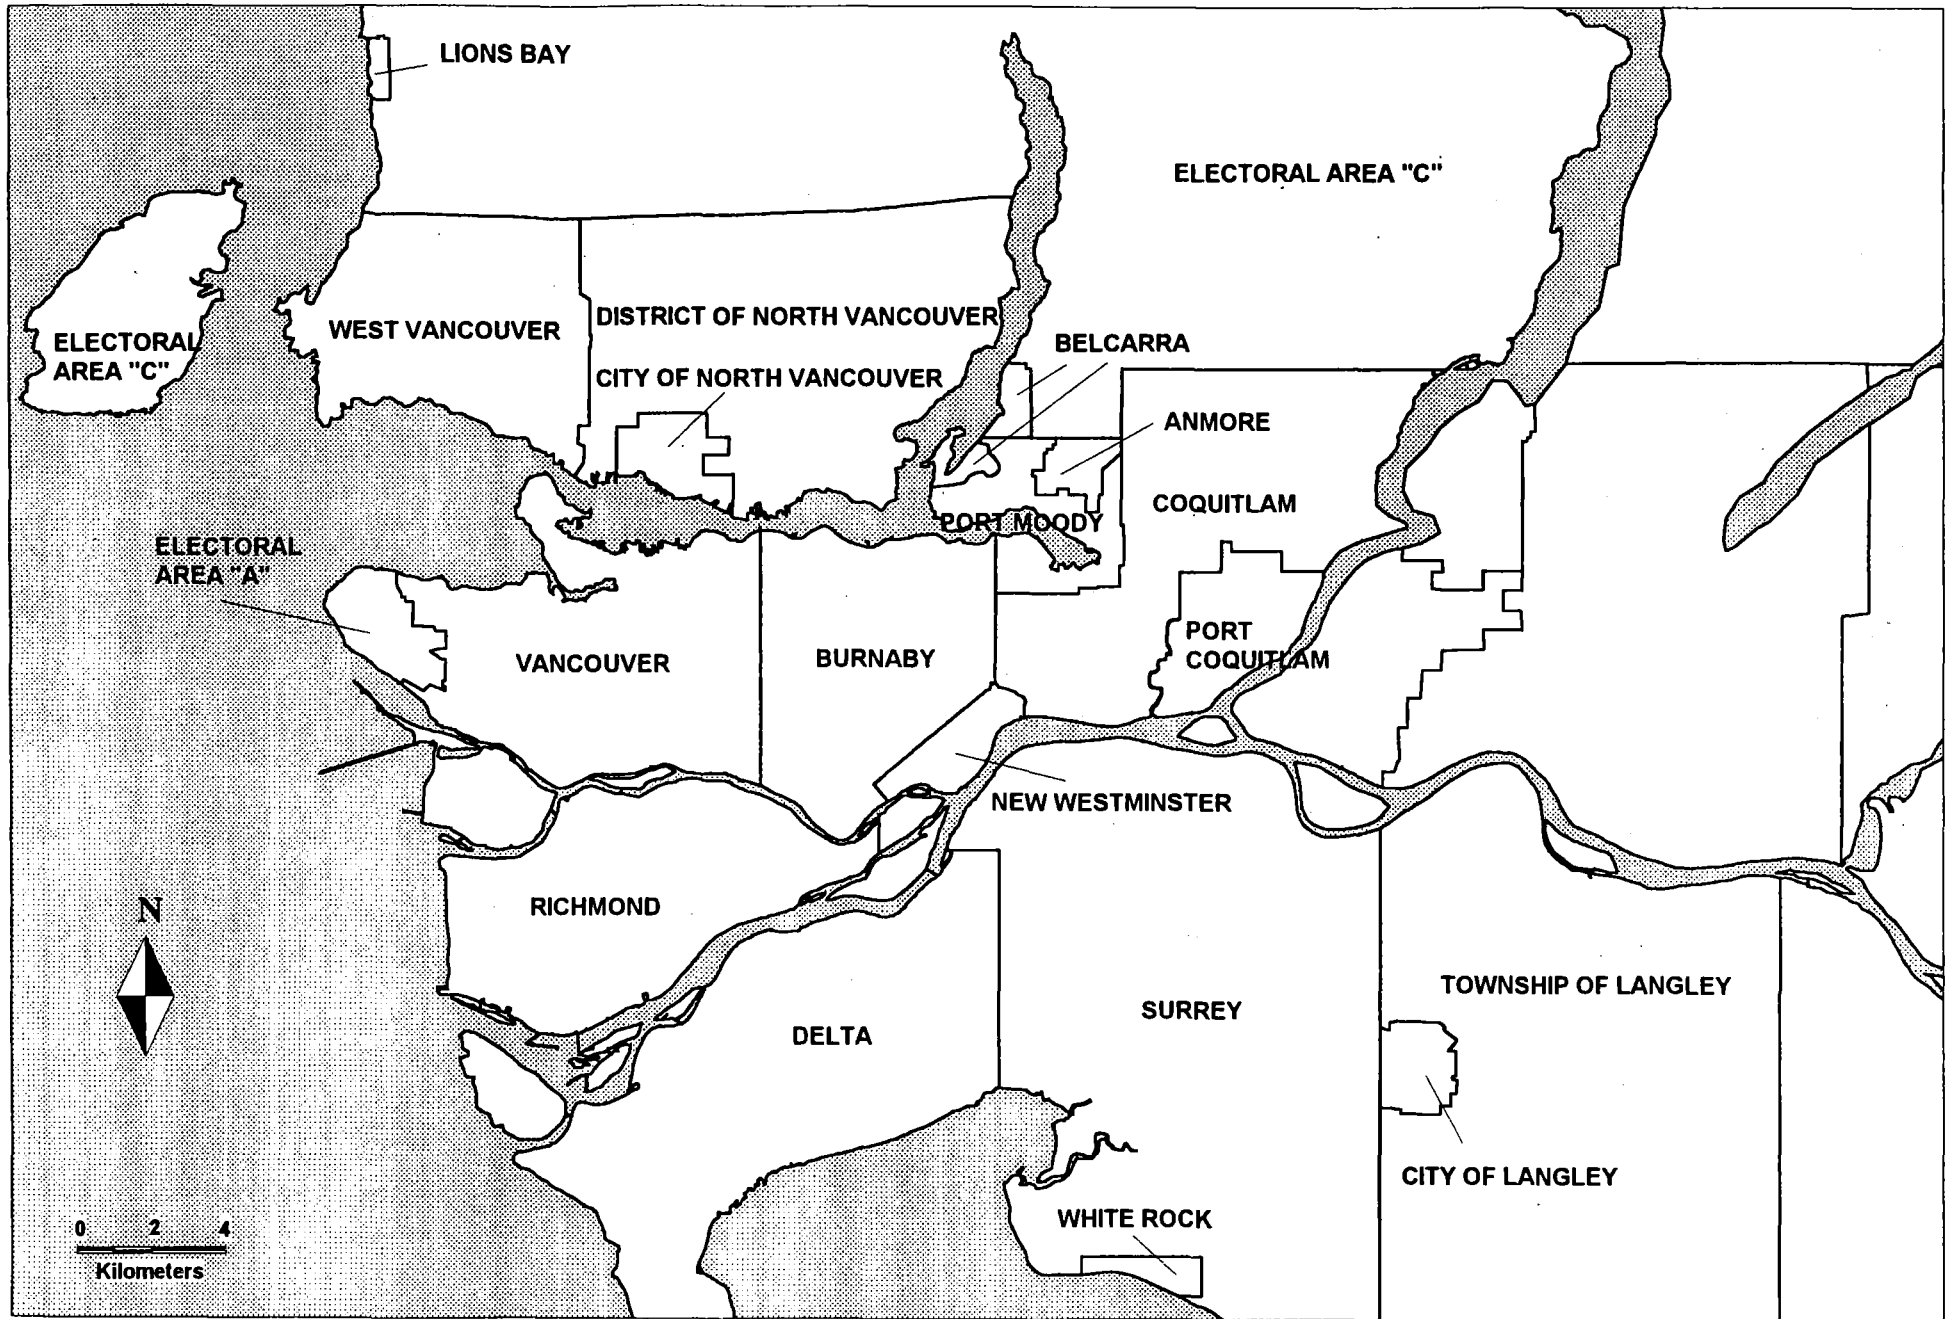 LIONS BAY
ELECTORAL AREA "C"
ELECTORAL
AREA "C"
WEST VANCOUVER
DISTRICT OF NORTH VANCOUVER
BELCARRA
CITY OF NORTH VANCOUVER
ANMORE
COQUITLAM
PORT MOODY
ELECTORAL
AREA "A"
PORT
COQUITLAM
VANCOUVER
BURNABY
NEW WESTMINSTER
RICHMOND
N
TOWNSHIP OF LANGLEY
SURREY
DELTA
CITY OF LANGLEY
WHITE ROCK
0 2 4
Kilometers